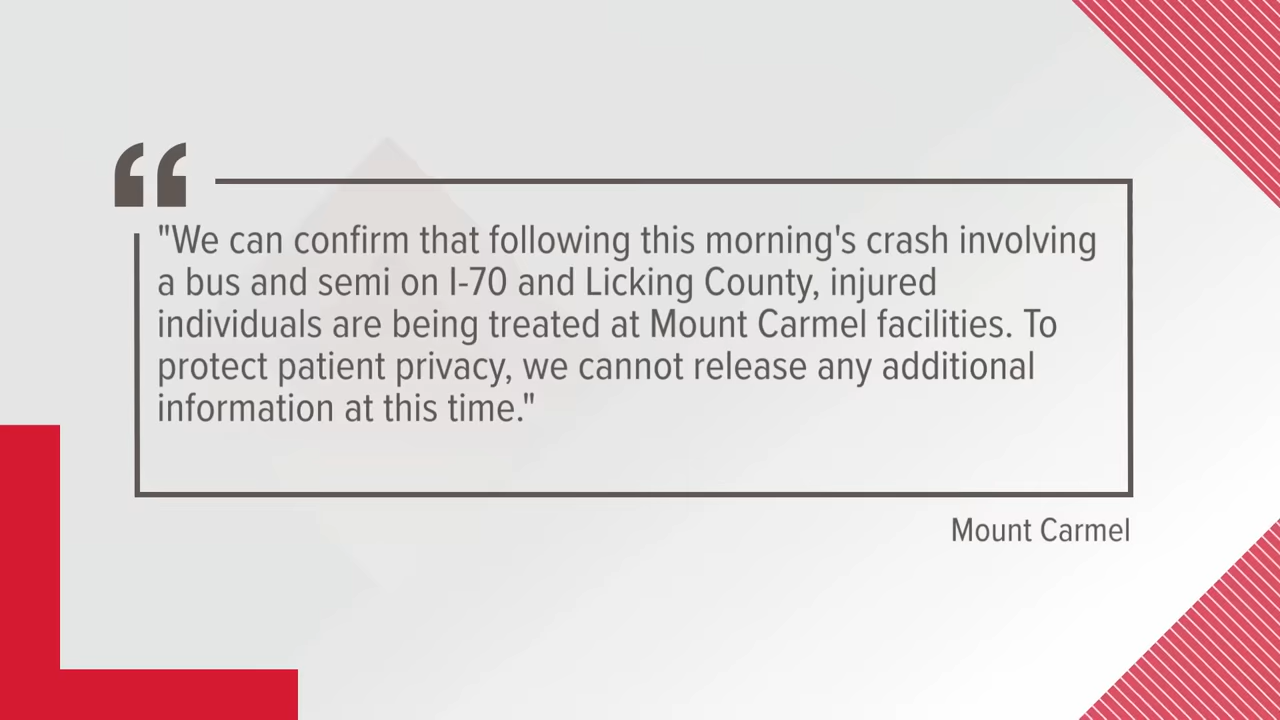 "We can confirm that following this morning's crash involving
a bus and semi on I-70 and Licking County, injured
individuals are being treated at Mount Carmel facilities. To
protect patient privacy, we cannot release any additional
information at this time."
Mount Carmel